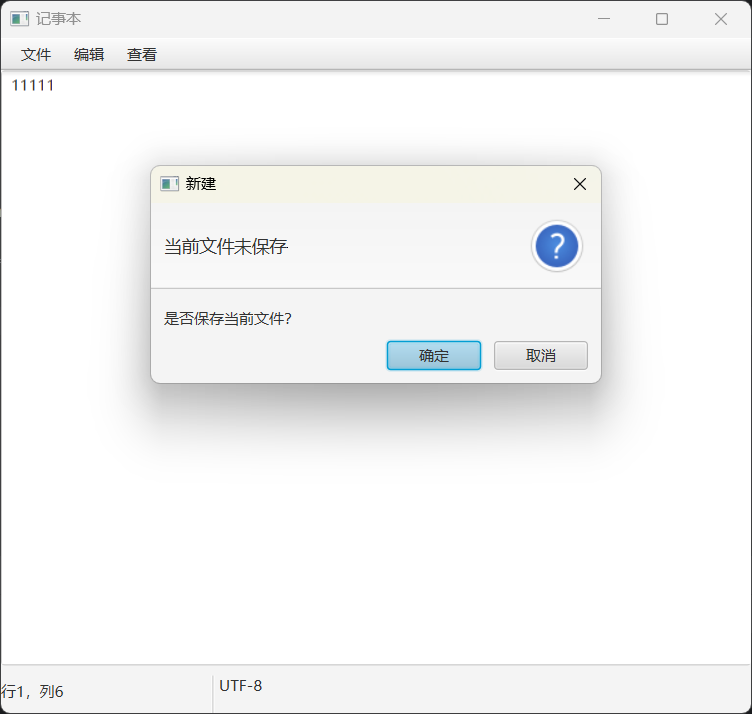 记事本
文件 编辑 查看
11111
新建
当前文件未保存
?
是否保存当前文件?
确定 取消
行1，列6 UTF-8